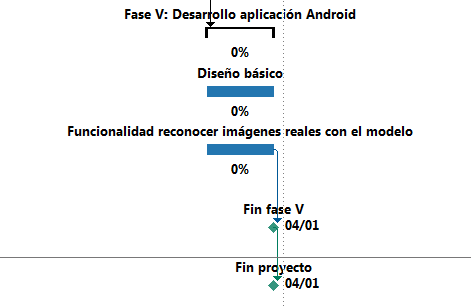 Fase V: Desarrollo aplicación Android
0%
Diseño básico
0%
Funcionalidad reconocer imágenes reales con el modelo
0%
Fin fase V
04/01
Fin proyecto
04/01